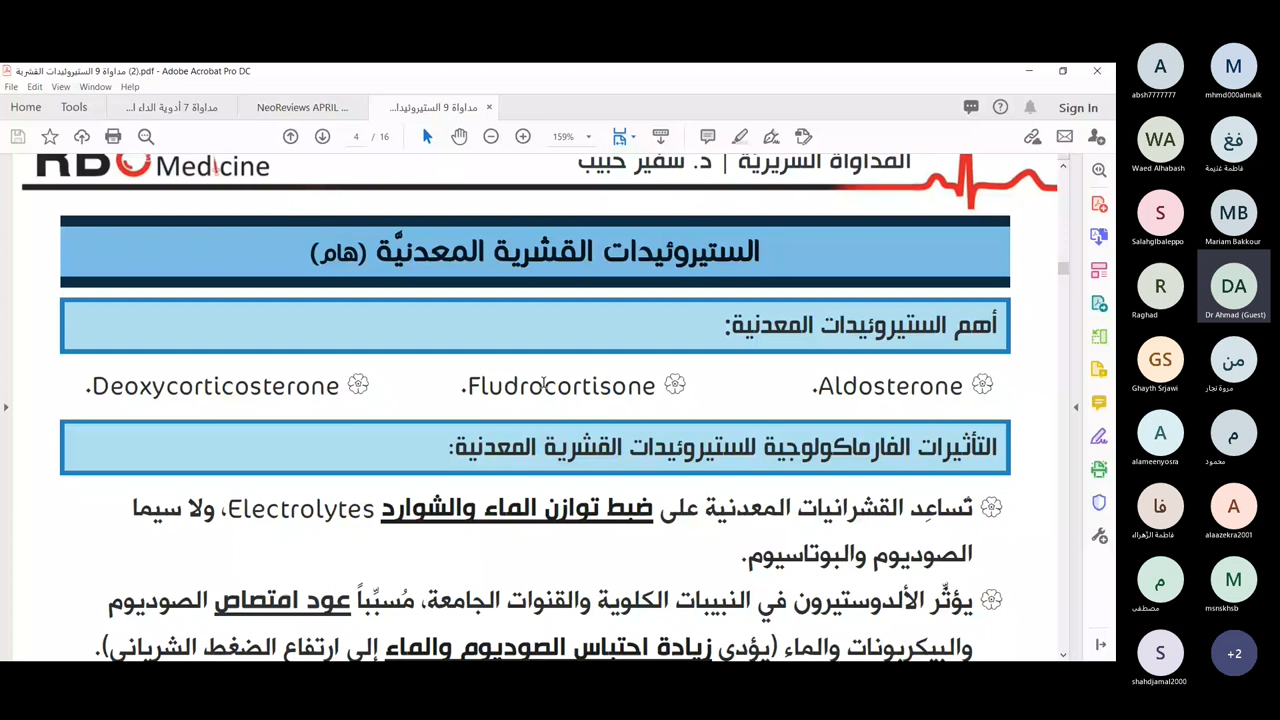 مداواة 9 الستيروئيدات القشرية (2).pdf - Adobe Acrobat Pro DC
File Edit View Window Help
Home Tools
مداواة 7 أدوية الداء ا...
NeoReviews APRIL ...
مداواة 9 الستيروئيدا...
Sign In
4 / 16
159%
RBO Medicine
المداواة السريرية | د. سفير حبيب
الستيروئيدات القشرية المعدنيَّة (هام)
أهم الستيروئيدات المعدنية:
Aldosterone.
Fludrocortisone.
Deoxycorticosterone.
التأثيرات الفارماكولوجية للستيروئيدات القشرية المعدنية:
تُساعِد القشرانيات المعدنية على ضبط توازن الماء والشوارد Electrolytes، ولا سيما
الصوديوم والبوتاسيوم.
يؤثِّر الألدوستيرون في النبيبات الكلوية والقنوات الجامعة، مُسبِّباً عود امتصاص الصوديوم
والبيكربونات والماء (يؤدي زيادة احتباس الصوديوم والماء إلى ارتفاع الضغط الشرياني).
A
absh7777777
M
mhmd000almalk
WA
Waed Alhabash
فغ
فاطمة غنيمة
S
Salahglbaleppo
MB
Mariam Bakkour
R
Raghad
DA
Dr Ahmad (Guest)
GS
Ghayth Srjawi
من
مروة نجار
A
alameenyosra
م
محمود
فا
فاطمة الزّهراء
A
alaazekra2001
م
مصطفى
M
msnskhsb
S
shahdjamal2000
+2